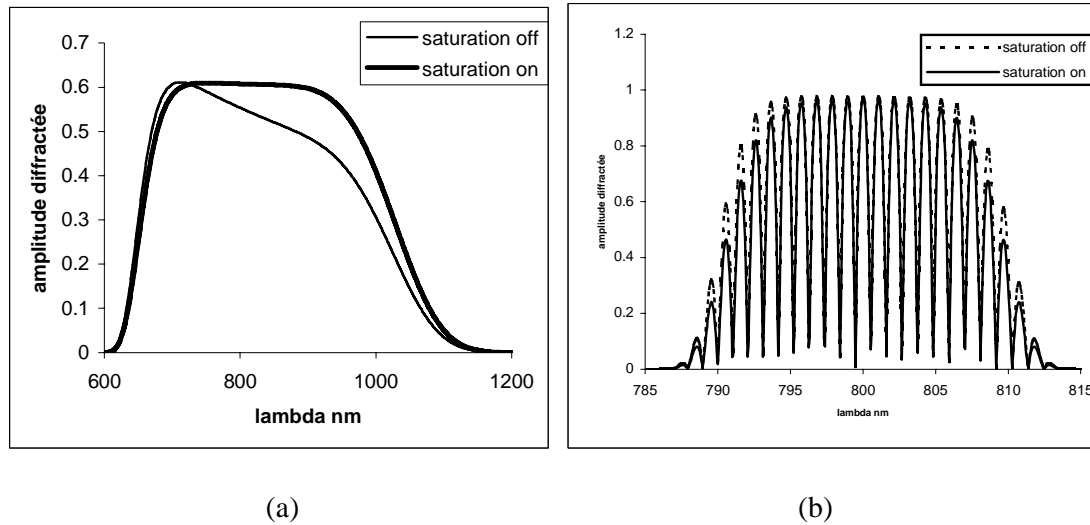 0.7
0.6
0.5
0.4
0.3
0.2
0.1
0
600 800 1000 1200
amplitude diffractée
lambda nm
saturation off
saturation on
(a)
1.2
1
0.8
0.6
0.4
0.2
0
785 790 795 800 805 810 815
amplitude diffractée
lambda nm
saturation off
saturation on
(b)